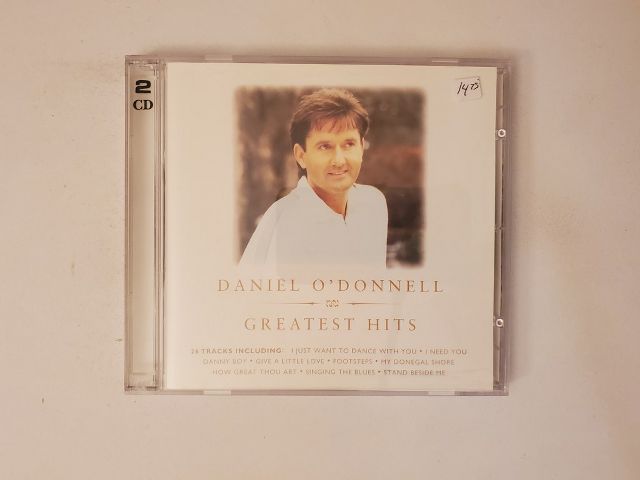 2
CD
14.75
DANIEL O'DONNELL
GREATEST HITS
26 TRACKS INCLUDING: I JUST WANT TO DANCE WITH YOU • I NEED YOU
DANNY BOY • GIVE A LITTLE LOVE • FOOTSTEPS • MY DONEGAL SHORE
HOW GREAT THOU ART • SINGING THE BLUES • STAND BESIDE ME